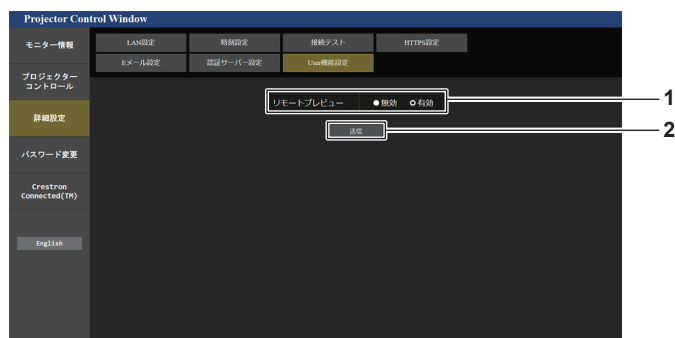 Projector Control Window
モニター情報
LAN設定
時刻設定
接続テスト
HTTPS設定
Eメール設定
認証サーバー設定
User機能設定
プロジェクター
コントロール
リモートプレビュー
無効
有効
1
送信
2
詳細設定
パスワード変更
Crestron
Connected(TM)
English